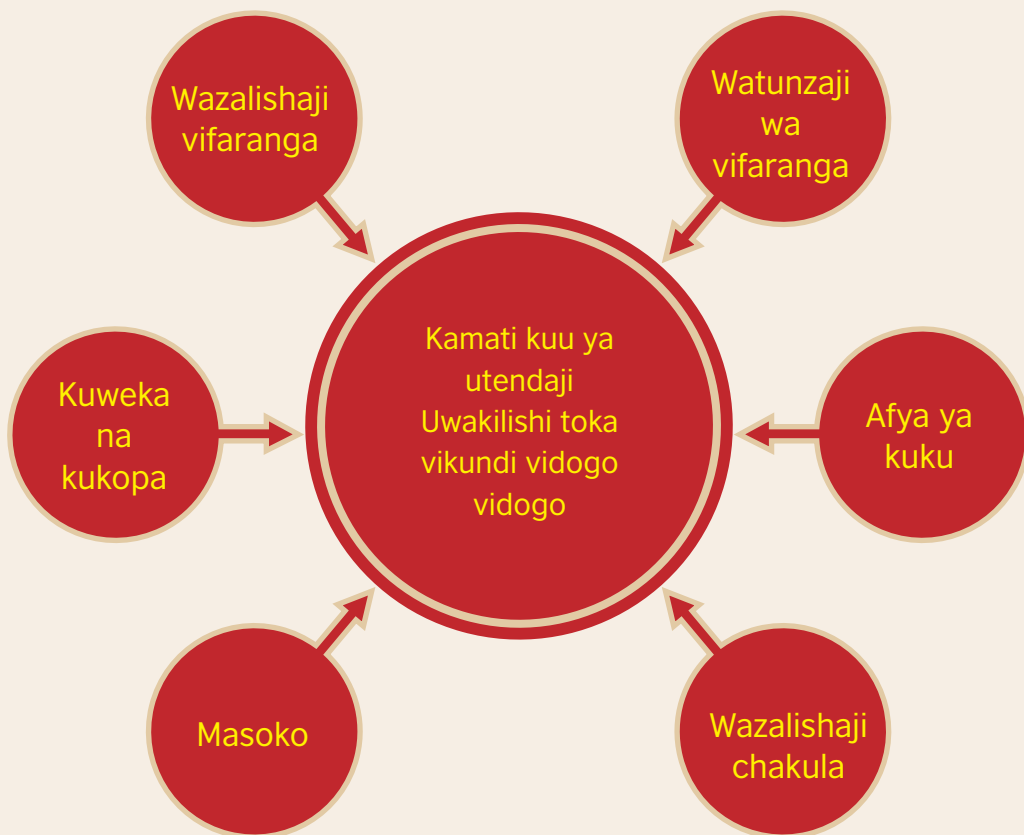 Wazalishaji
vifaranga
Watunzaji
wa
vifaranga
Kuweka
na
kukopa
Kamati kuu ya
utendaji
Uwakilishi toka
vikundi vidogo
vidogo
Afya ya
kuku
Masoko
Wazalishaji
chakula